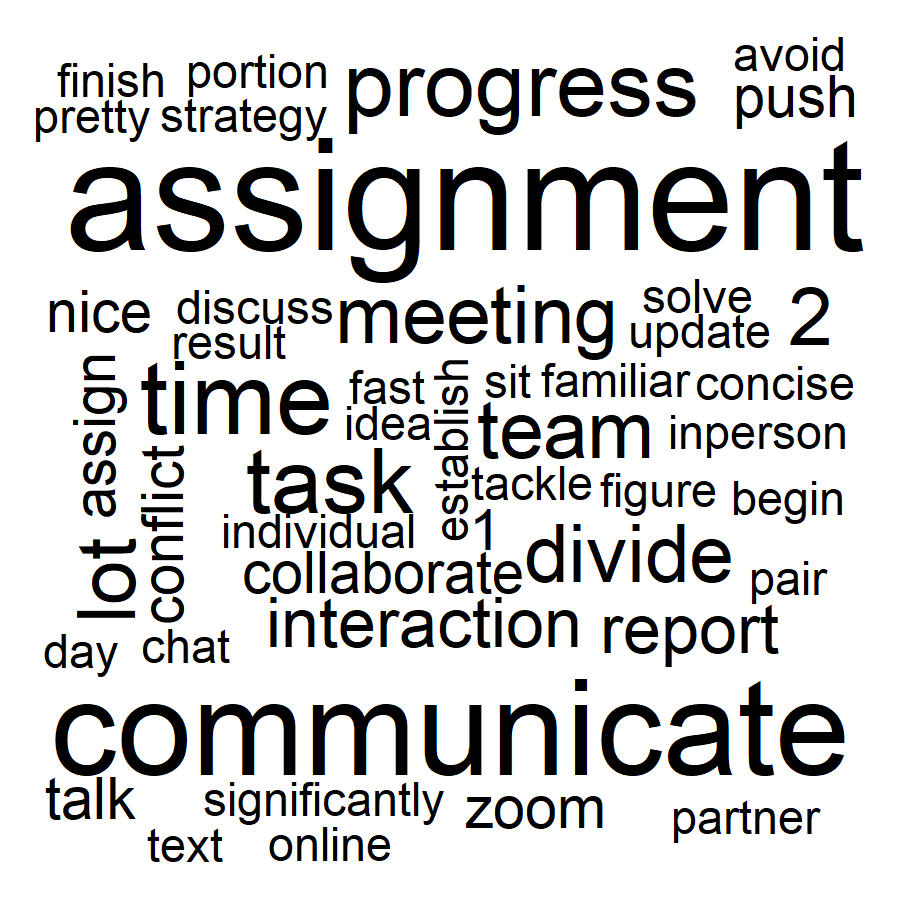 finish portion progress avoid
pretty strategy push
assignment
nice discuss meeting solve 2
result update
assign time fast establish sit familiar concise
idea team inperson
conflict task tackle figure begin
lot individual 1
collaborate divide pair
interaction report
day chat
communicate
talk significantly zoom partner
text online